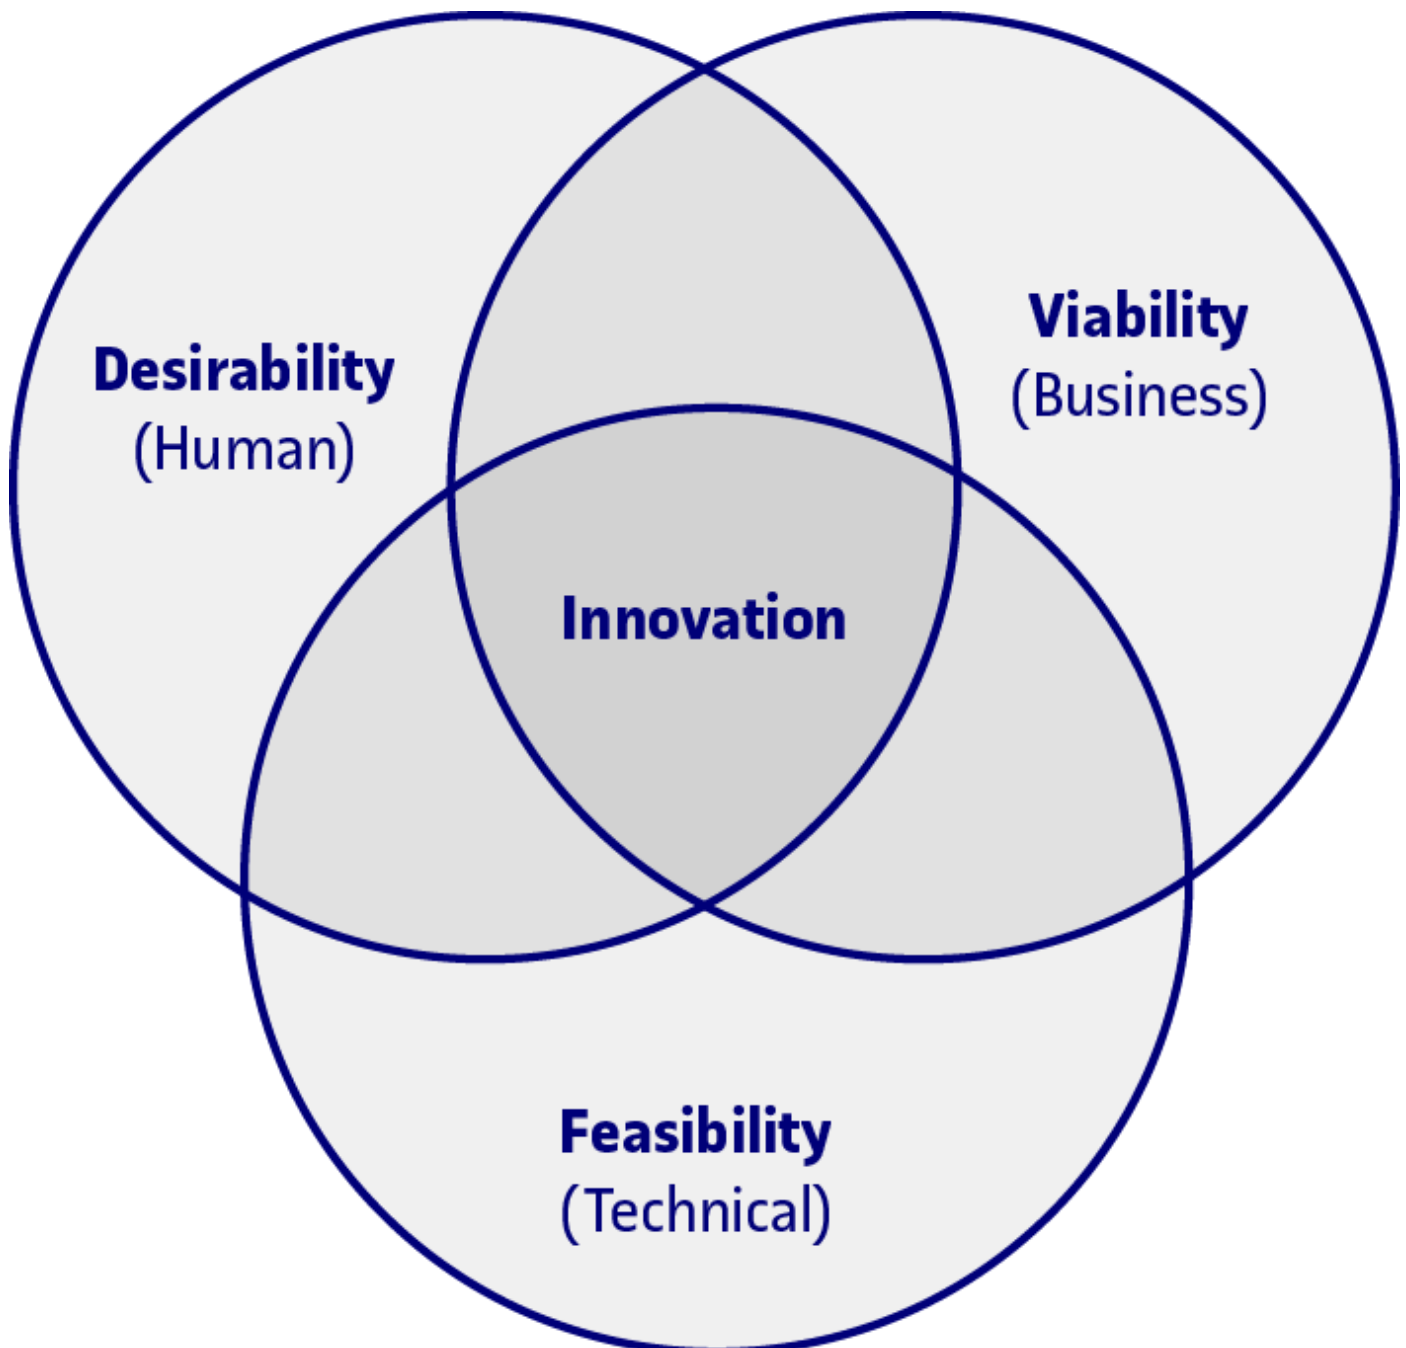 Desirability
(Human)
Viability
(Business)
Innovation
Feasibility
(Technical)